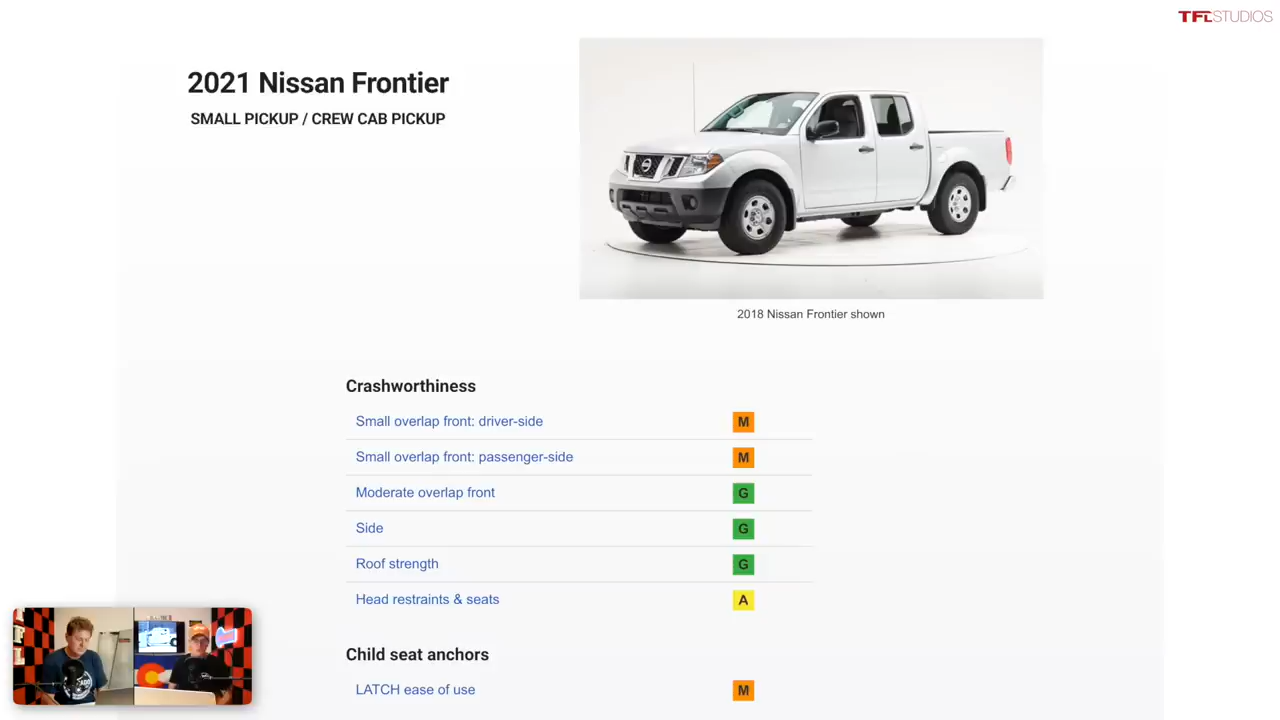 TFLSTUDIOS
2021 Nissan Frontier
SMALL PICKUP / CREW CAB PICKUP
2018 Nissan Frontier shown
Crashworthiness
Small overlap front: driver-side M
Small overlap front: passenger-side M
Moderate overlap front G
Side G
Roof strength G
Head restraints & seats A
Child seat anchors
LATCH ease of use M